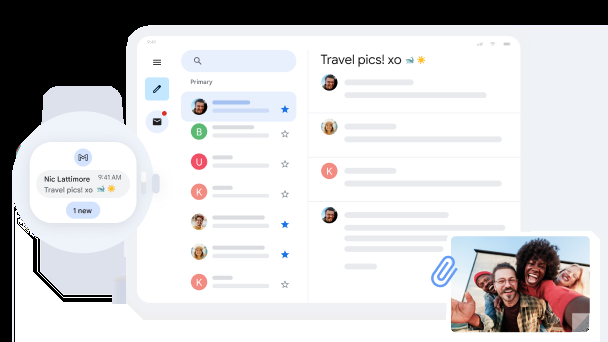 9:41
Travel pics! xo 🐋 ☀️
Primary
B
U
K
K
K
Nic Lattimore 9:41 AM
Travel pics! xo 🐋 ☀️
1 new